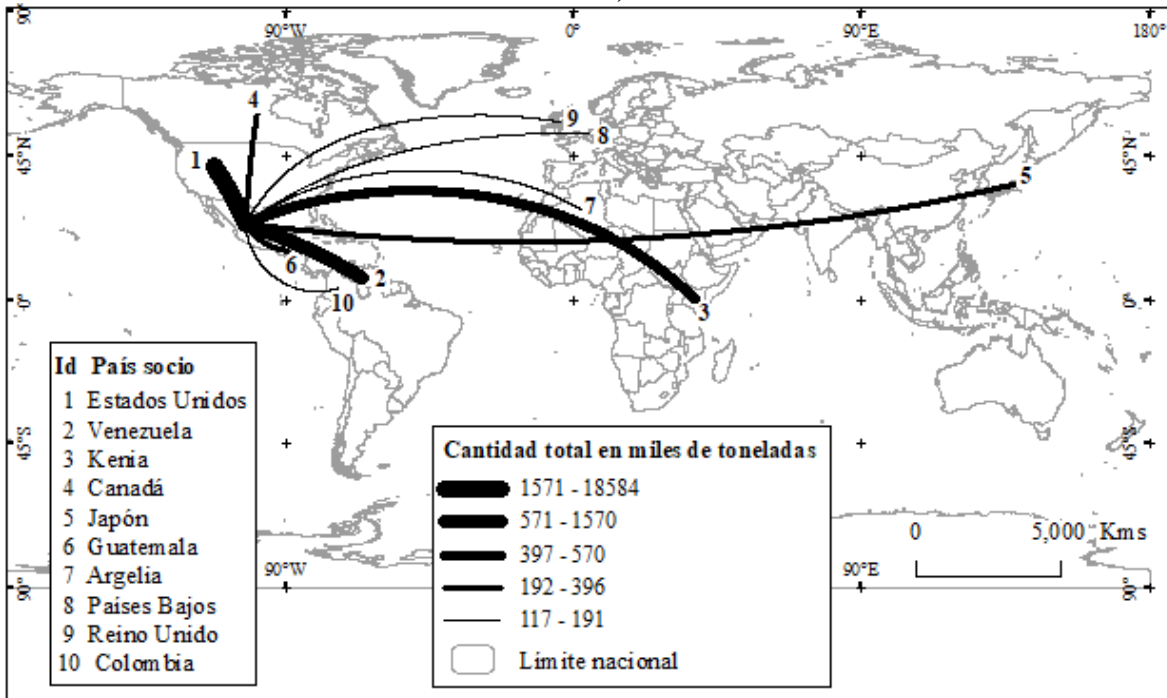 90°
90°W
0°
90°E
180°
45°N
45°N
0°
0°
45°S
45°S
90°
90°W
90°E
90°
1
2
3
4
5
6
7
8
9
10
Id País socio
1 Estados Unidos
2 Venezuela
3 Kenia
4 Canadá
5 Japón
6 Guatemala
7 Argelia
8 Países Bajos
9 Reino Unido
10 Colombia
Cantidad total en miles de toneladas
1571 - 18584
571 - 1570
397 - 570
192 - 396
117 - 191
Límite nacional
0 5,000 Kms